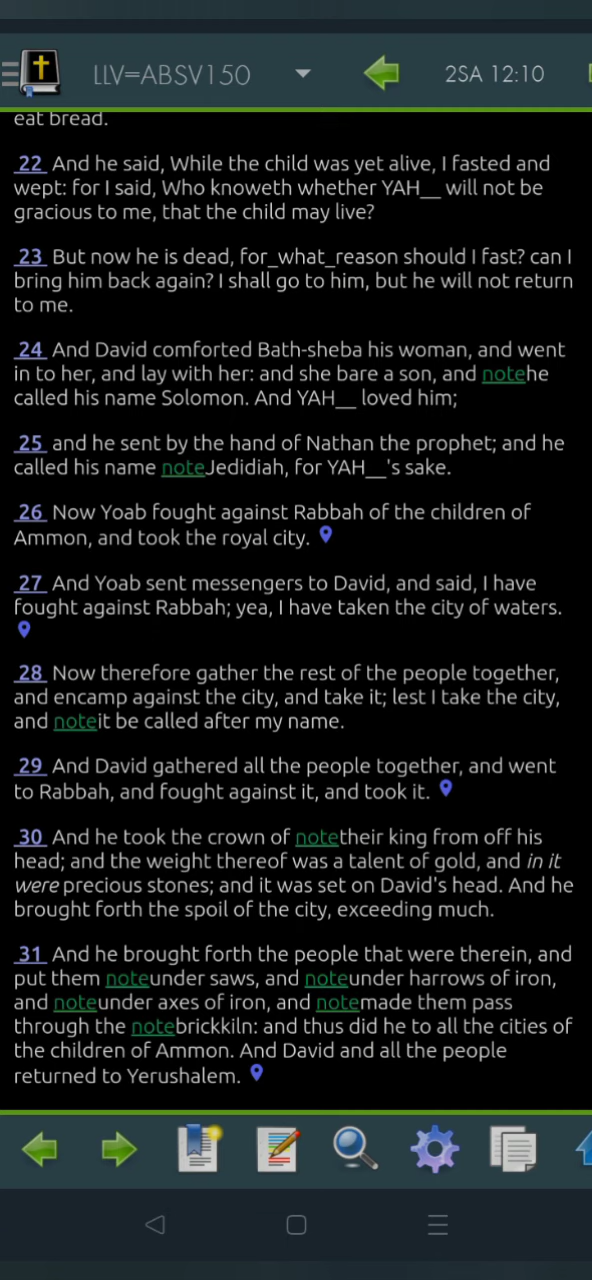 LLV=ABSV150
2SA 12:10
eat bread.
22 And he said, While the child was yet alive, I fasted and
wept: for I said, Who knoweth whether YAH__ will not be
gracious to me, that the child may live?
23 But now he is dead, for_what_reason should I fast? can I
bring him back again? I shall go to him, but he will not return
to me.
24 And David comforted Bath-sheba his woman, and went
in to her, and lay with her: and she bare a son, and notehe
called his name Solomon. And YAH__ loved him;
25 and he sent by the hand of Nathan the prophet; and he
called his name noteJedidiah, for YAH__'s sake.
26 Now Yoab fought against Rabbah of the children of
Ammon, and took the royal city.
27 And Yoab sent messengers to David, and said, I have
fought against Rabbah; yea, I have taken the city of waters.
28 Now therefore gather the rest of the people together,
and encamp against the city, and take it; lest I take the city,
and noteit be called after my name.
29 And David gathered all the people together, and went
to Rabbah, and fought against it, and took it.
30 And he took the crown of notetheir king from off his
head; and the weight thereof was a talent of gold, and in it
were precious stones; and it was set on David's head. And he
brought forth the spoil of the city, exceeding much.
31 And he brought forth the people that were therein, and
put them noteunder saws, and noteunder harrows of iron,
and noteunder axes of iron, and notemade them pass
through the notebrickkiln: and thus did he to all the cities of
the children of Ammon. And David and all the people
returned to Yerushalem.